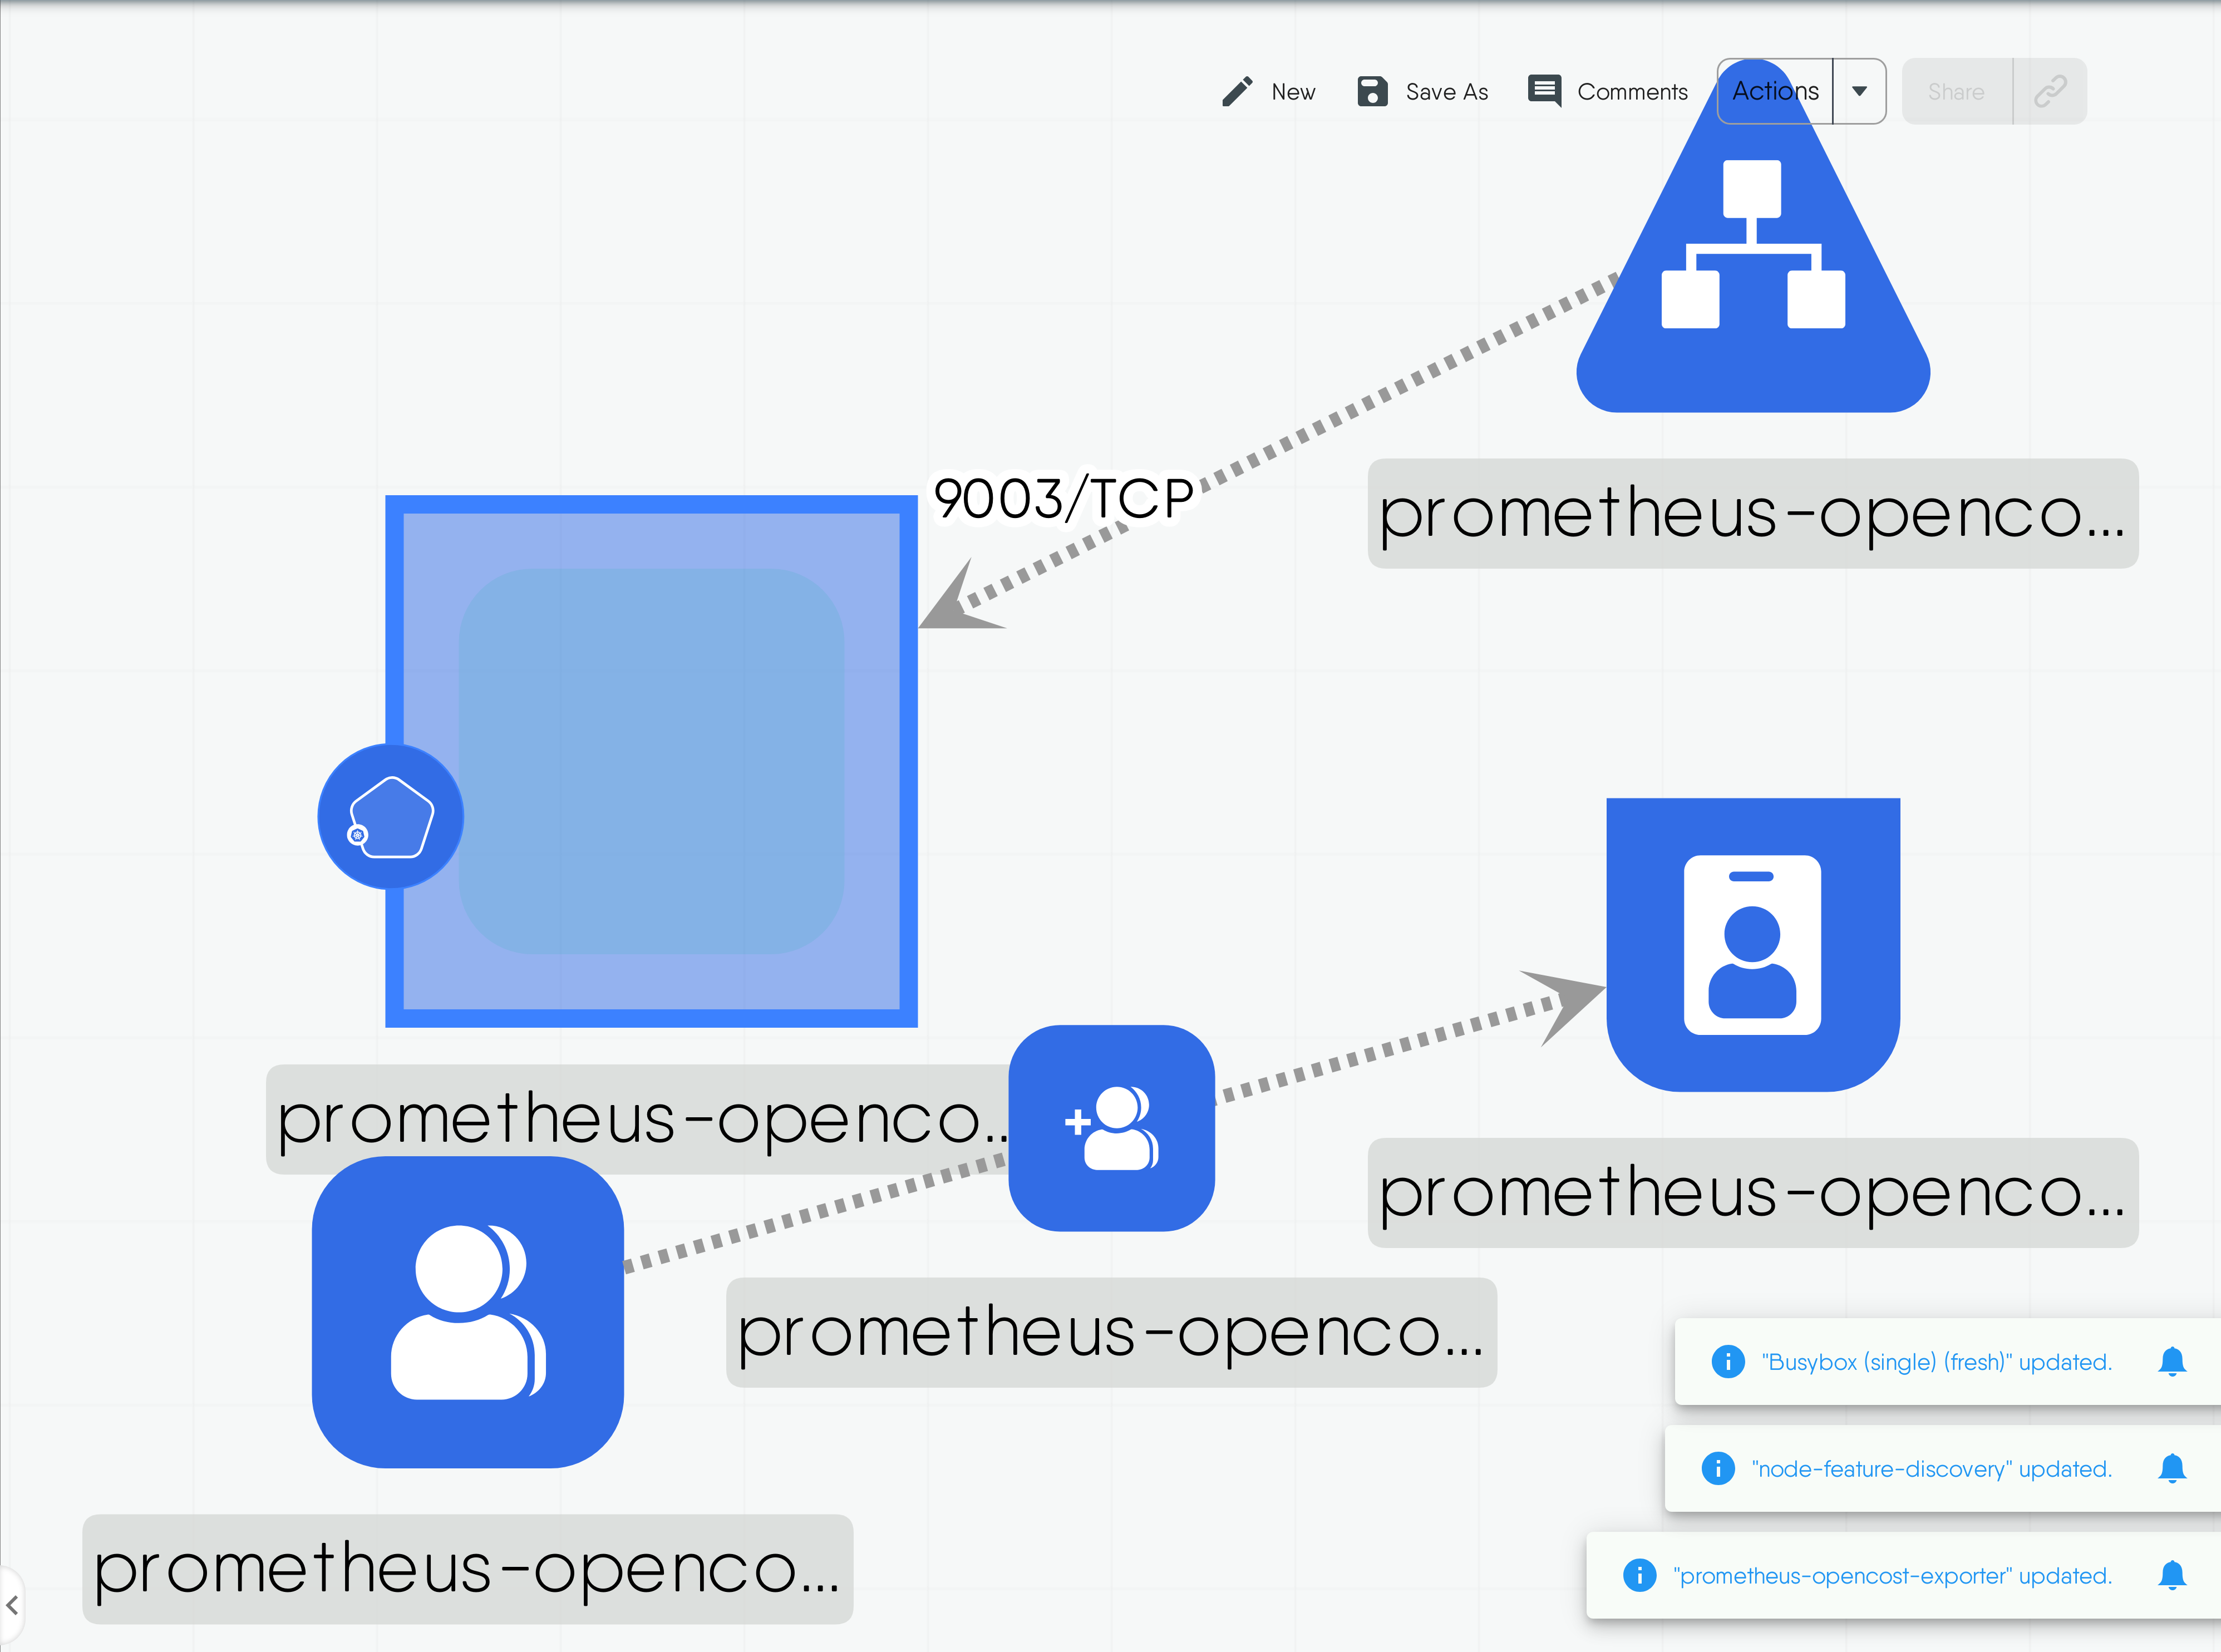 New
Save As
Comments
Actions
Share
prometheus-openco...
9003/TCP
prometheus-openco..
prometheus-openco...
prometheus-openco...
prometheus-openco...
"Busybox (single) (fresh)" updated.
"node-feature-discovery" updated.
"prometheus-opencost-exporter" updated.